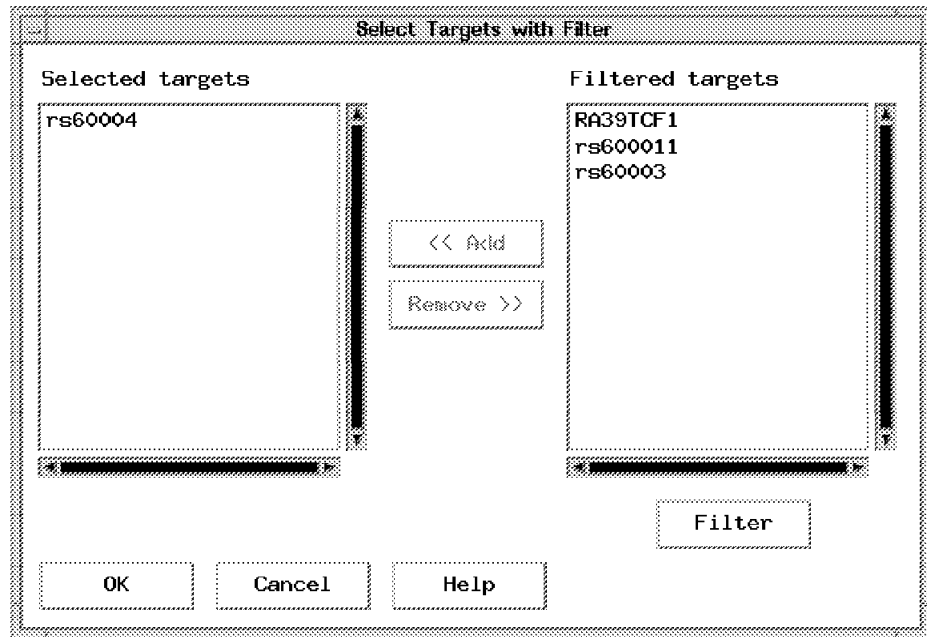 Select Targets with Filter
Selected targets
Filtered targets
rs60004
RA39TCF1
rs600011
rs60003
<< Add
Remove >>
Filter
OK
Cancel
Help